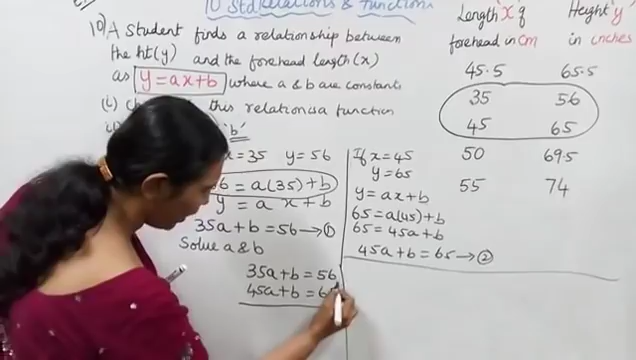 10 Std Relations & Functions
10) A student finds a relationship between
the ht(y) and the forehead length (x)
as y = ax+b where a & b are constants
(i) this relation is a function
'b'
= 35 y = 56
56 = a(35) + b
y = a x + b
35a + b = 56 → ①
Solve a & b
35a + b = 56
45a + b = 65
If x = 45
y = 65
y = ax + b
65 = a(45) + b
65 = 45a + b
45a + b = 65 → ②
Length 'x' of Height 'y'
forehead in cm in inches
45.5 65.5
35 56
45 65
50 69.5
55 74